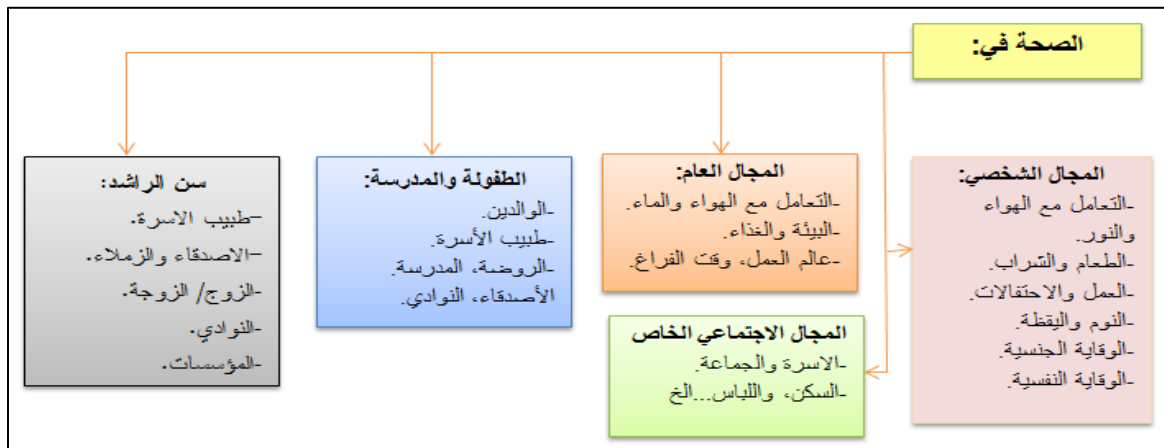 الصحة في:
المجال الشخصي:
-التعامل مع الهواء
والنور.
-الطعام والشراب.
-العمل والاحتفالات.
-النوم واليقظة.
-الوقاية الجنسية.
-الوقاية النفسية.
المجال العام:
-التعامل مع الهواء والماء.
-البيئة والغذاء.
-عالم العمل، وقت الفراغ.
المجال الاجتماعي الخاص
-الاسرة والجماعة.
-السكن، واللباس...الخ
الطفولة والمدرسة:
-الوالدين.
-طبيب الأسرة.
-الروضة، المدرسة.
الأصدقاء، النوادي.
سن الراشد:
–طبيب الاسرة.
–الاصدقاء والزملاء.
-الزوج/ الزوجة.
-النوادي.
-المؤسسات.